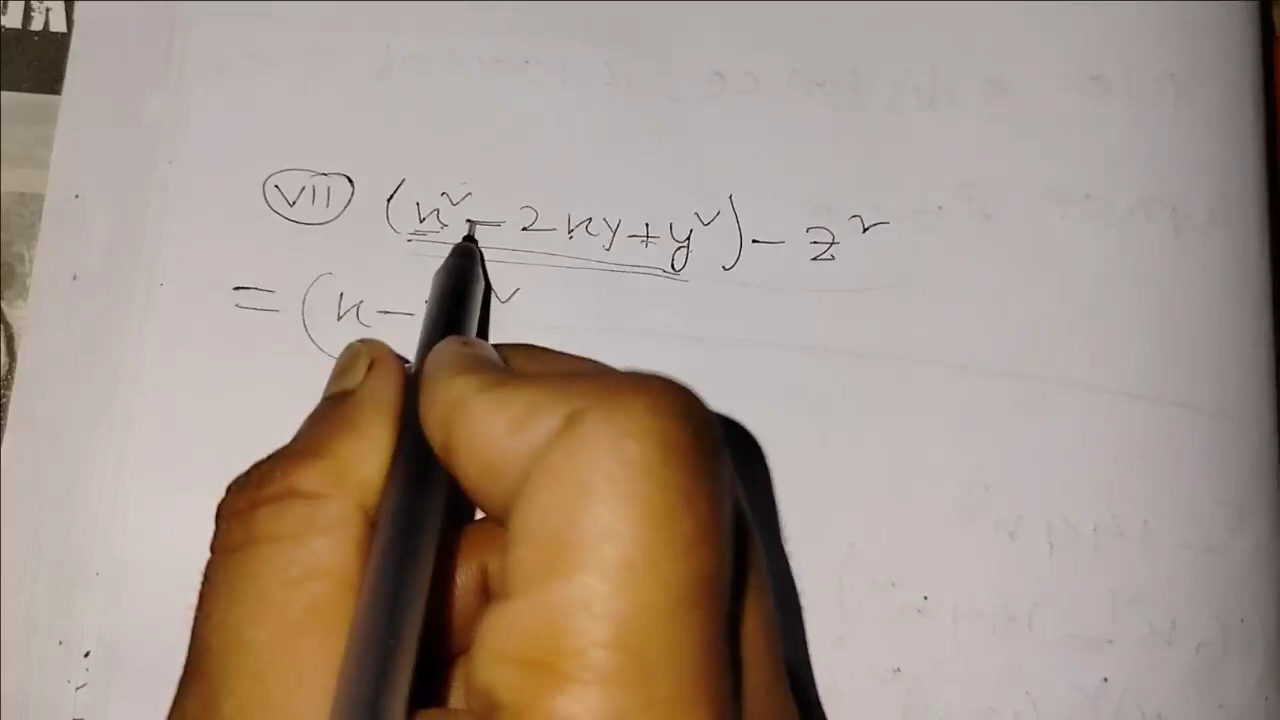 VII (x² - 2xy + y²) - z²
= (x -